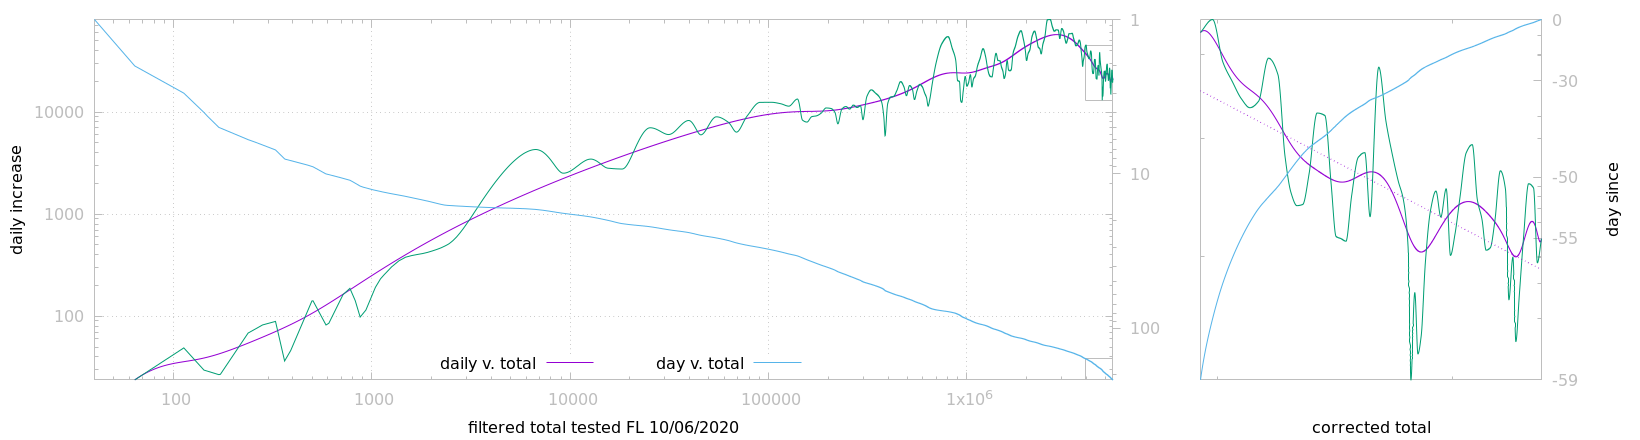 daily increase
10000
1000
100
100
1000
10000
100000
1x10⁶
1
10
100
daily v. total
day v. total
filtered total tested FL 10/06/2020
0
-30
-50
-55
-59
day since
corrected total